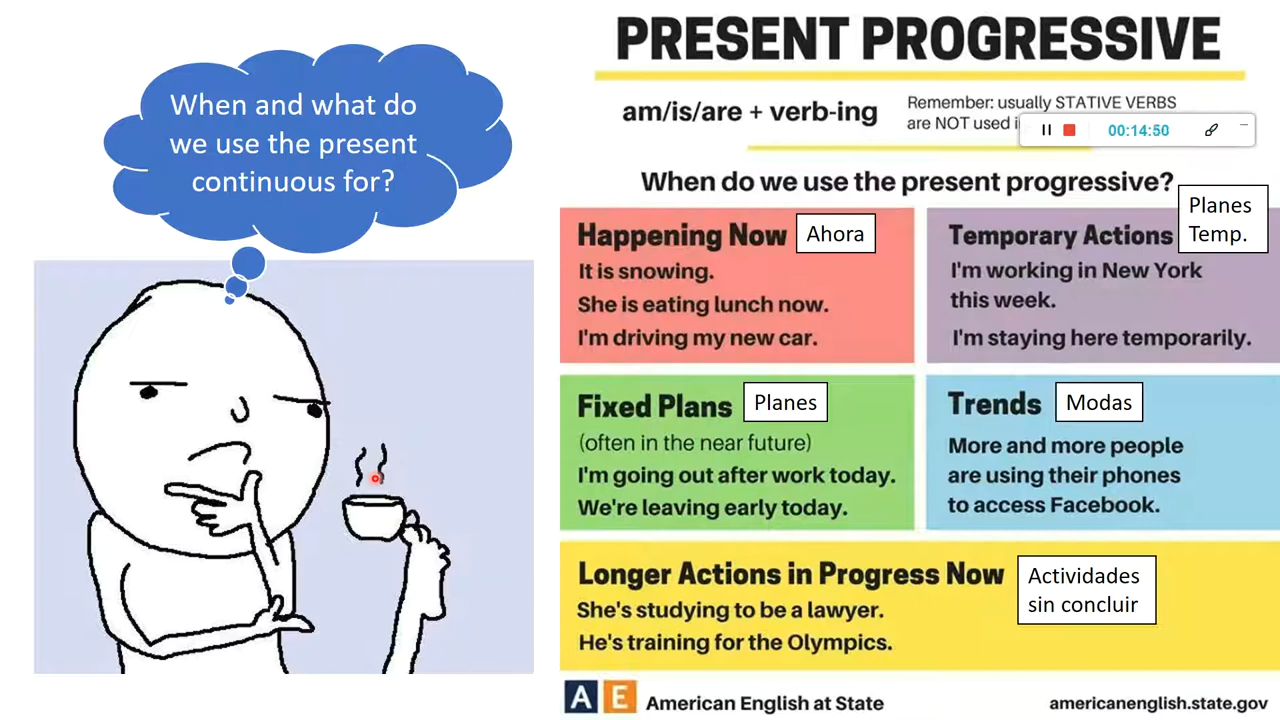 When and what do
we use the present
continuous for?
PRESENT PROGRESSIVE
am/is/are + verb-ing
Remember: usually STATIVE VERBS
are NOT used
00:14:50
When do we use the present progressive?
Happening Now
Ahora
It is snowing.
She is eating lunch now.
I'm driving my new car.
Temporary Actions
Planes
Temp.
I'm working in New York
this week.
I'm staying here temporarily.
Fixed Plans
Planes
(often in the near future)
I'm going out after work today.
We're leaving early today.
Trends
Modas
More and more people
are using their phones
to access Facebook.
Longer Actions in Progress Now
Actividades
sin concluir
She's studying to be a lawyer.
He's training for the Olympics.
A E American English at State
americanenglish.state.gov